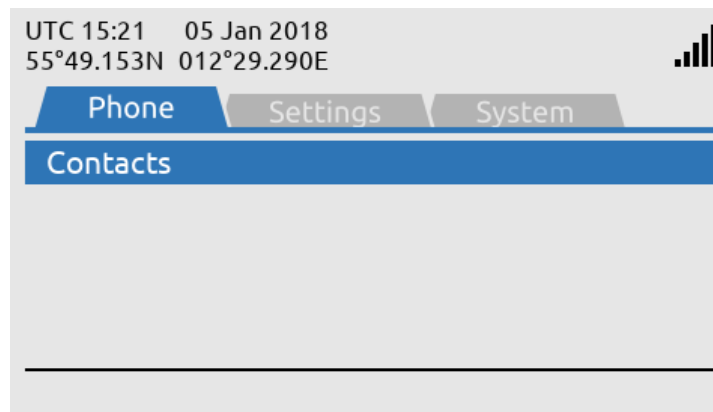 UTC 15:21 05 Jan 2018
55°49.153N 012°29.290E
Phone Settings System
Contacts